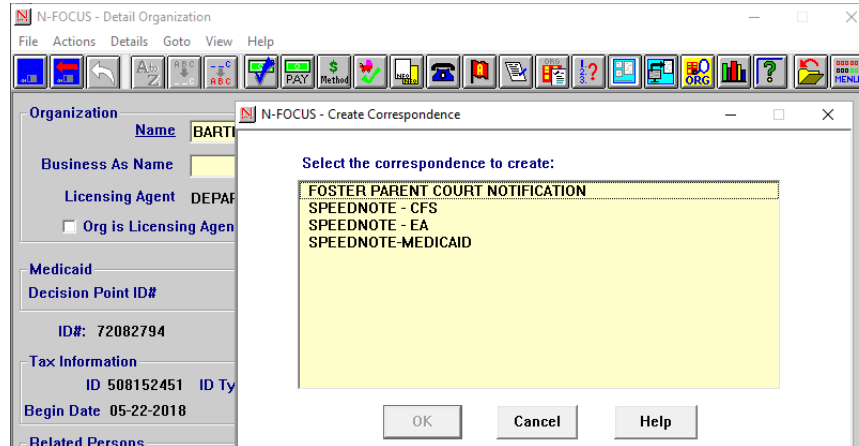 N-FOCUS - Detail Organization
File Actions Details Goto View Help
PAY Method ORG MENU
Organization
Name BARTI
Business As Name
Licensing Agent DEPAR
Org is Licensing Agen
Medicaid
Decision Point ID#
ID#: 72082794
Tax Information
ID 508152451 ID Ty
Begin Date 05-22-2018
Related Persons
N-FOCUS - Create Correspondence
Select the correspondence to create:
FOSTER PARENT COURT NOTIFICATION
SPEEDNOTE - CFS
SPEEDNOTE - EA
SPEEDNOTE-MEDICAID
OK Cancel Help